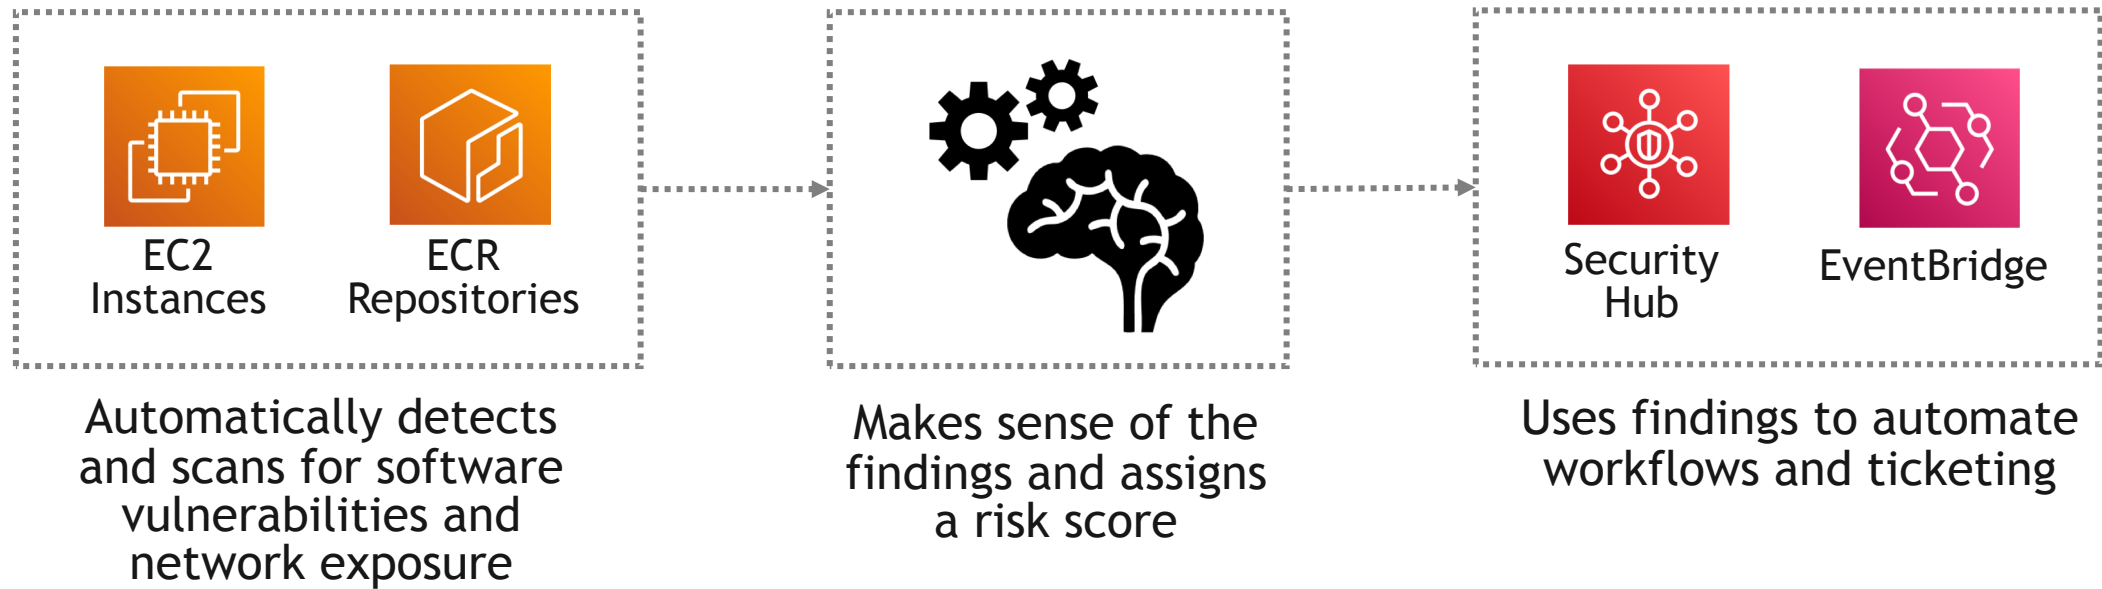 EC2
Instances
ECR
Repositories
Automatically detects
and scans for software
vulnerabilities and
network exposure
Makes sense of the
findings and assigns
a risk score
Security
Hub
EventBridge
Uses findings to automate
workflows and ticketing